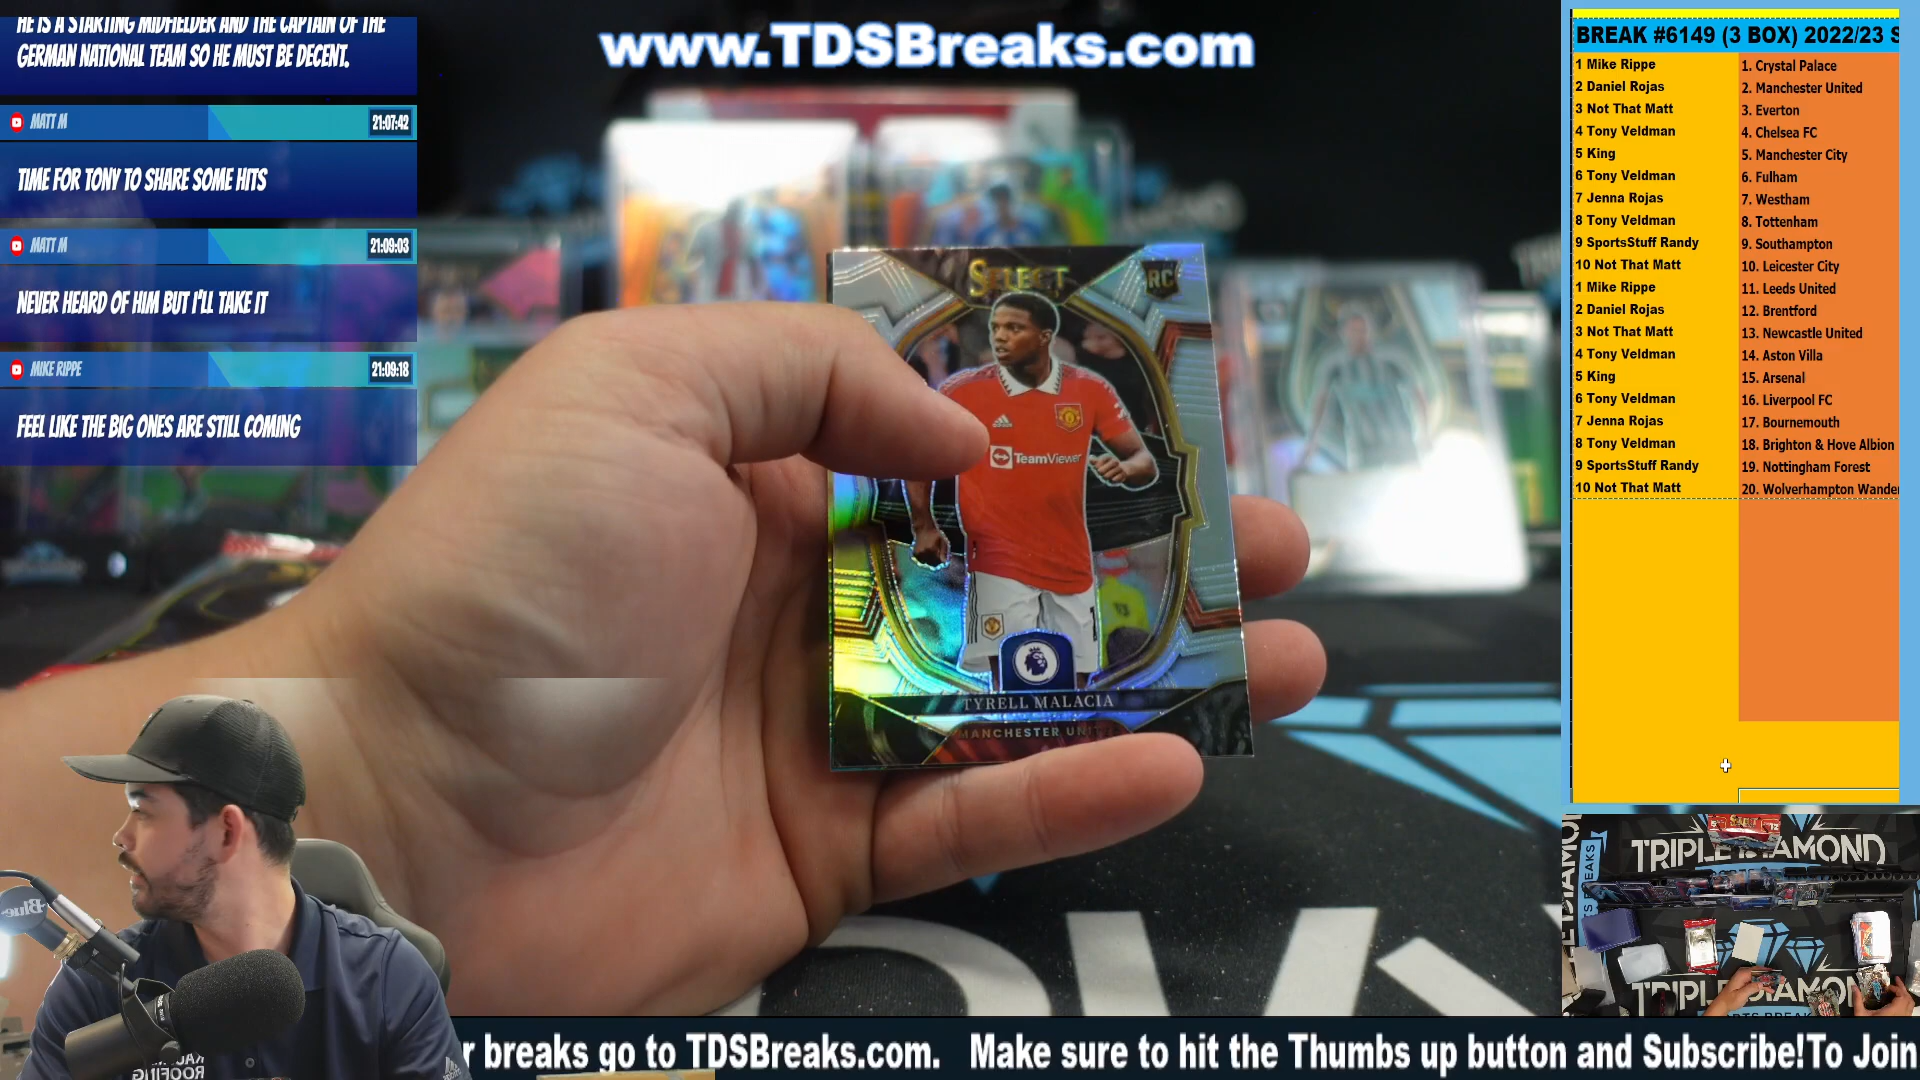 HE IS A STARTING MIDFIELDER AND THE CAPTAIN OF THE
GERMAN NATIONAL TEAM SO HE MUST BE DECENT.
MATT M
21:07:42
TIME FOR TONY TO SHARE SOME HITS
MATT M
21:09:03
NEVER HEARD OF HIM BUT I'LL TAKE IT
MIKE RIPPE
21:09:18
FEEL LIKE THE BIG ONES ARE STILL COMING
www.TDSBreaks.com
SELECT
RC
TeamViewer
TYRELL MALACIA
MANCHESTER UNI
BREAK #6149 (3 BOX) 2022/23 S
1 Mike Rippe 1. Crystal Palace
2 Daniel Rojas 2. Manchester United
3 Not That Matt 3. Everton
4 Tony Veldman 4. Chelsea FC
5 King 5. Manchester City
6 Tony Veldman 6. Fulham
7 Jenna Rojas 7. Westham
8 Tony Veldman 8. Tottenham
9 SportsStuff Randy 9. Southampton
10 Not That Matt 10. Leicester City
1 Mike Rippe 11. Leeds United
2 Daniel Rojas 12. Brentford
3 Not That Matt 13. Newcastle United
4 Tony Veldman 14. Aston Villa
5 King 15. Arsenal
6 Tony Veldman 16. Liverpool FC
7 Jenna Rojas 17. Bournemouth
8 Tony Veldman 18. Brighton & Hove Albion
9 SportsStuff Randy 19. Nottingham Forest
10 Not That Matt 20. Wolverhampton Wande
TRIPLE DIAMOND
TRIPLE DIAMOND
Blue
ROOFING
r breaks go to TDSBreaks.com. Make sure to hit the Thumbs up button and Subscribe!To Join